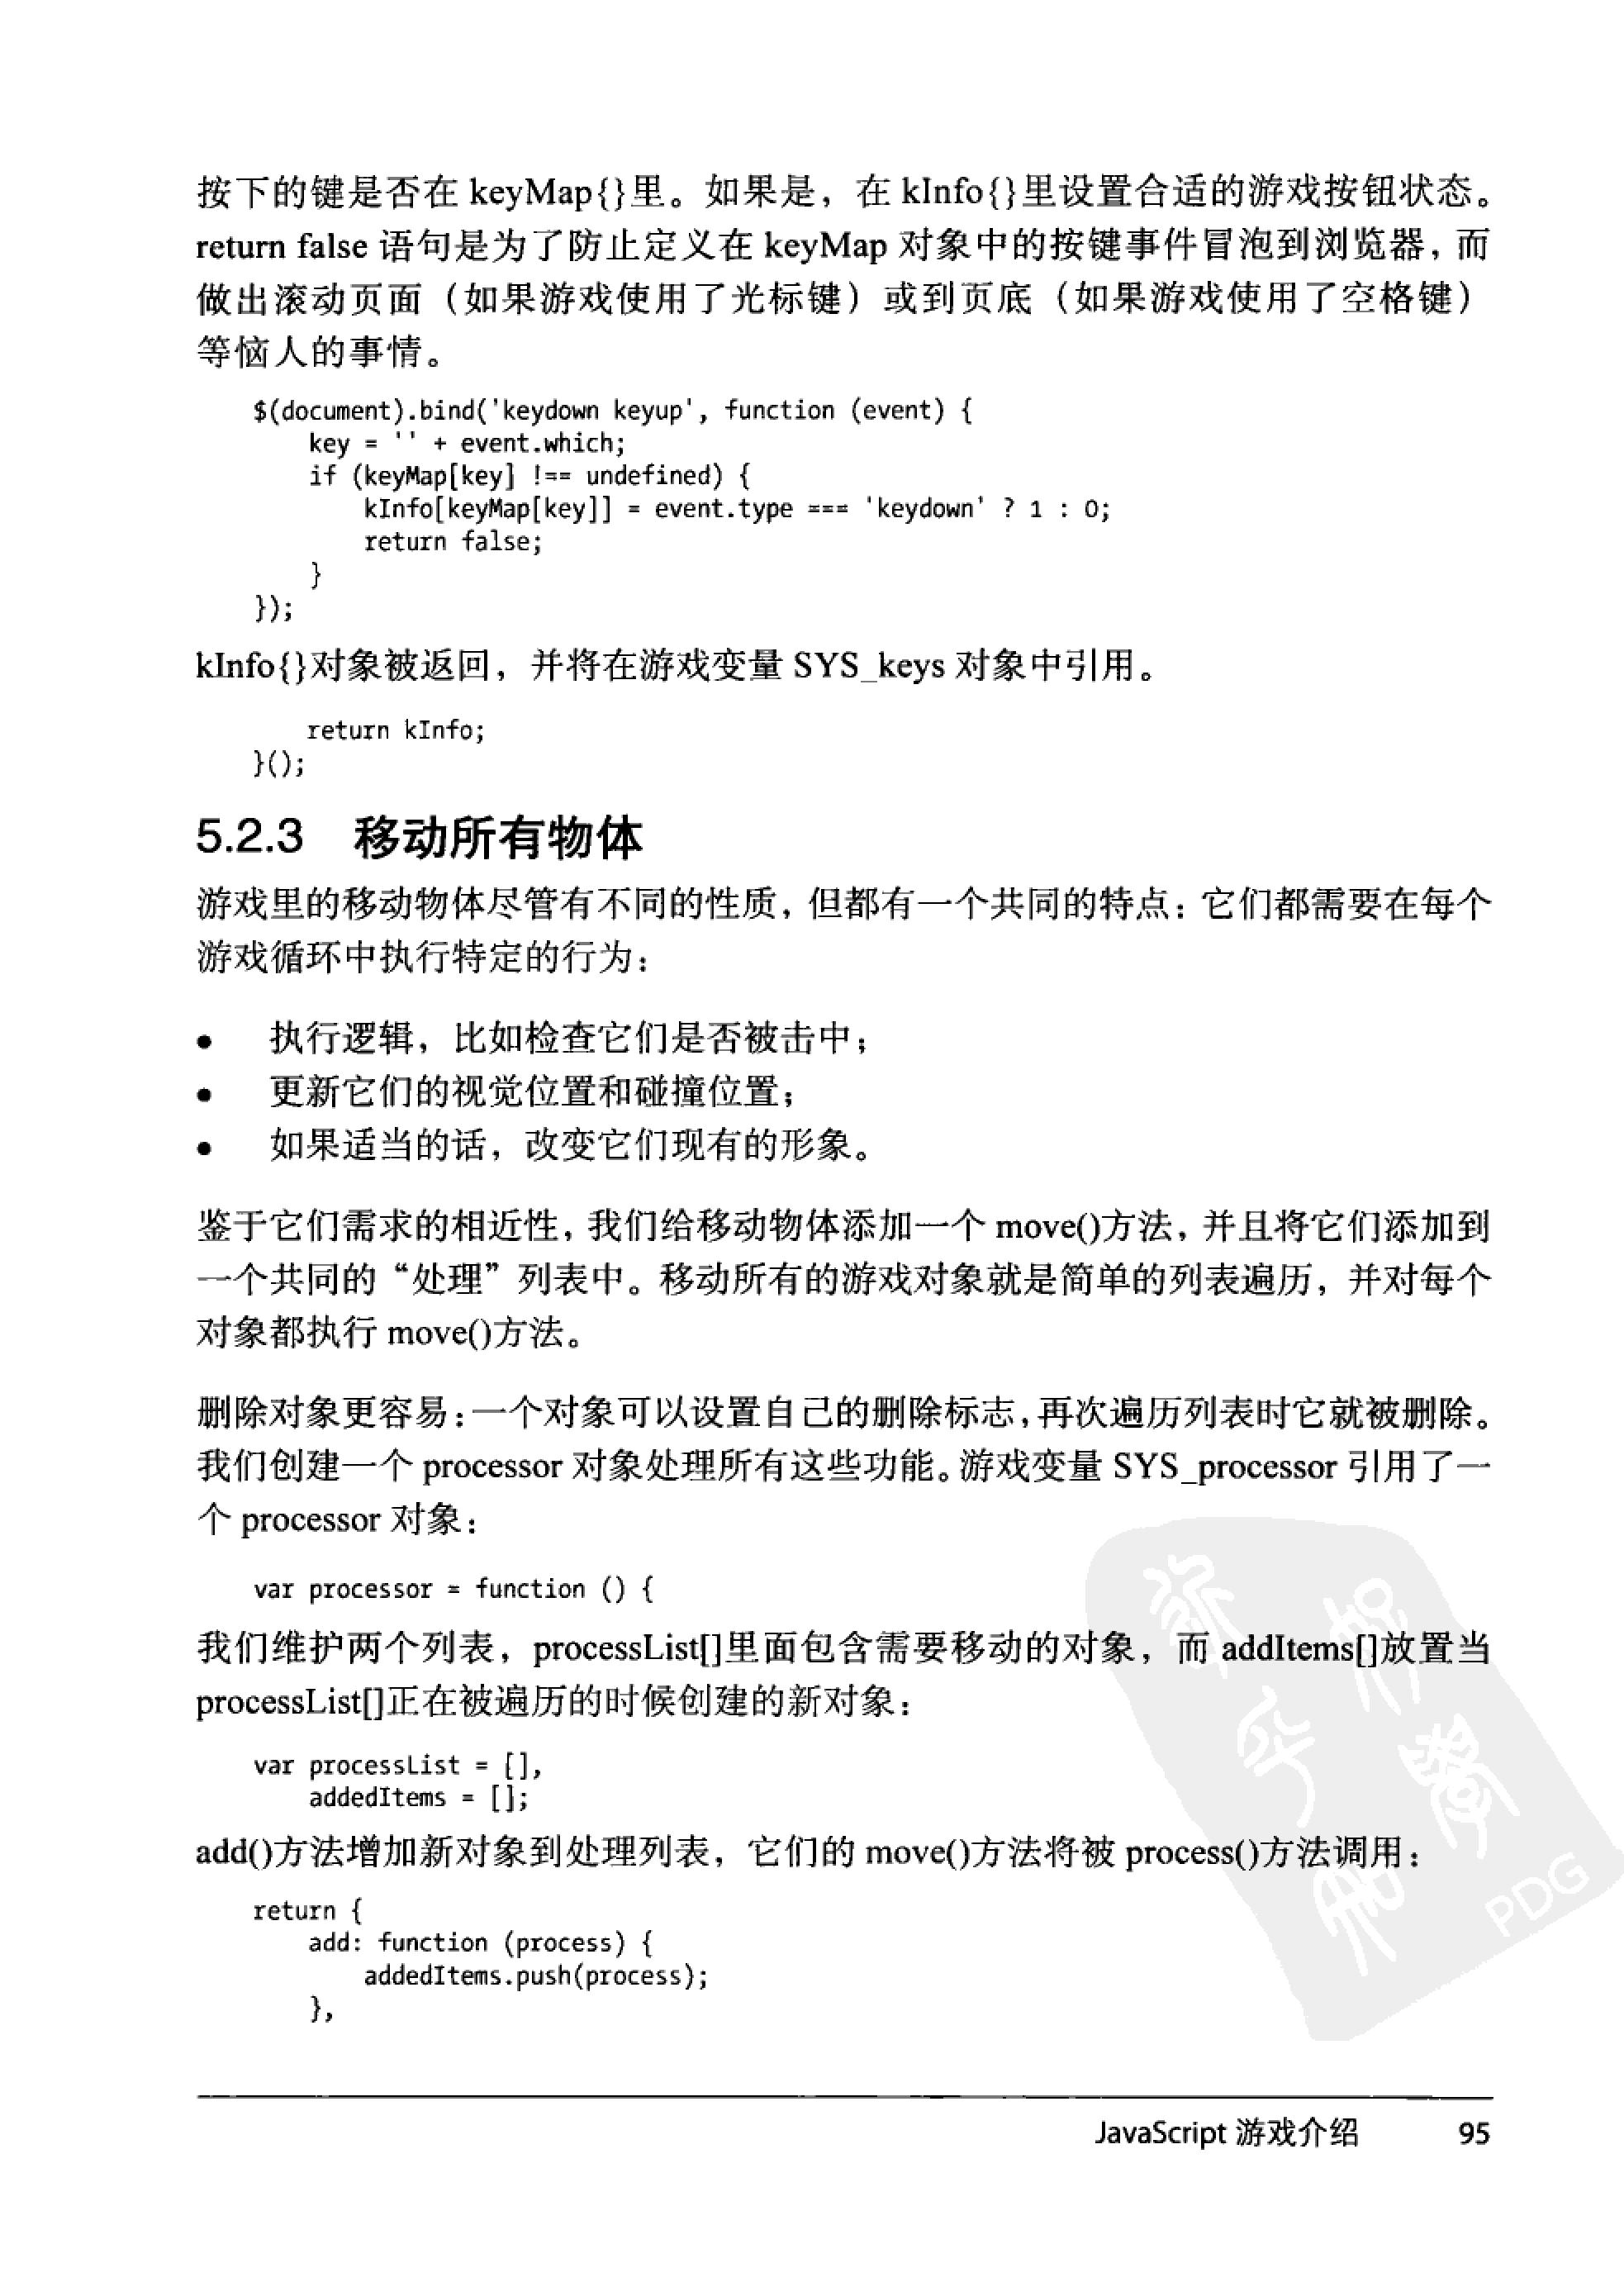 按下的键是否在 keyMap{}里。如果是，在 kInfo{}里设置合适的游戏按钮状态。
return false 语句是为了防止定义在 keyMap 对象中的按键事件冒泡到浏览器，而
做出滚动页面（如果游戏使用了光标键）或到页底（如果游戏使用了空格键）
等恼人的事情。
$(document).bind('keydown keyup', function (event) {
    key = '' + event.which;
    if (keyMap[key] !== undefined) {
        kInfo[keyMap[key]] = event.type === 'keydown' ? 1 : 0;
        return false;
    }
});
kInfo{}对象被返回，并将在游戏变量 SYS_keys 对象中引用。
    return kInfo;
}();
5.2.3 移动所有物体
游戏里的移动物体尽管有不同的性质，但都有一个共同的特点：它们都需要在每个
游戏循环中执行特定的行为：
● 执行逻辑，比如检查它们是否被击中；
● 更新它们的视觉位置和碰撞位置；
● 如果适当的话，改变它们现有的形象。
鉴于它们需求的相近性，我们给移动物体添加一个 move()方法，并且将它们添加到
一个共同的“处理”列表中。移动所有的游戏对象就是简单的列表遍历，并对每个
对象都执行 move()方法。
删除对象更容易：一个对象可以设置自己的删除标志，再次遍历列表时它就被删除。
我们创建一个 processor 对象处理所有这些功能。游戏变量 SYS_processor 引用了一
个 processor 对象：
var processor = function () {
我们维护两个列表，processList[]里面包含需要移动的对象，而 addItems[]放置当
processList[]正在被遍历的时候创建的新对象：
var processList = [],
    addedItems = [];
add()方法增加新对象到处理列表，它们的 move()方法将被 process()方法调用：
return {
    add: function (process) {
        addedItems.push(process);
    },
PDG
JavaScript 游戏介绍 95